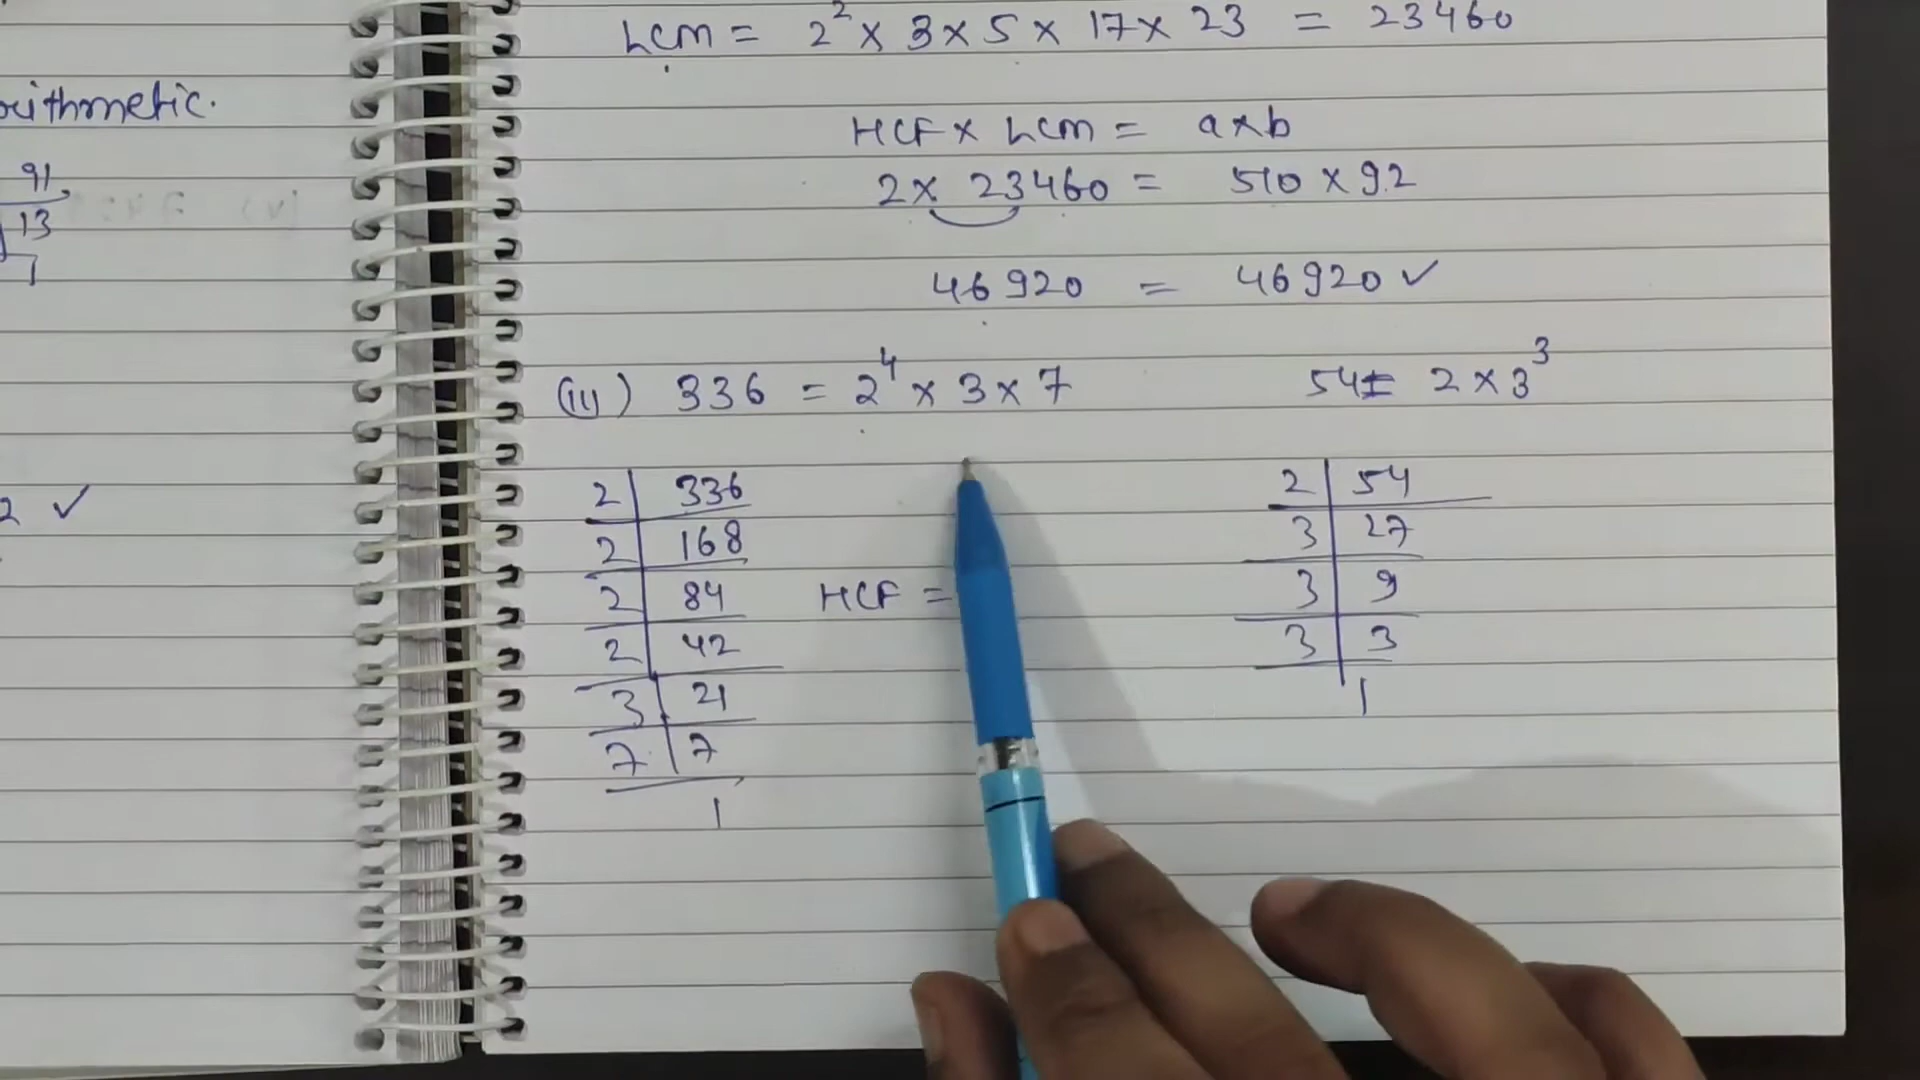 arithmetic.
91
13
1
2 ✓
LCM = 2² × 3 × 5 × 17 × 23 = 23460
HCF × LCM = a×b
2 × 23460 = 510 × 92
46920 = 46920 ✓
(iii) 336 = 2⁴ × 3 × 7 54 = 2 × 3³
2 | 336 2 | 54
2 | 168 3 | 27
2 | 84 HCF = 3 | 9
2 | 42 3 | 3
3 | 21 1
7 | 7
1